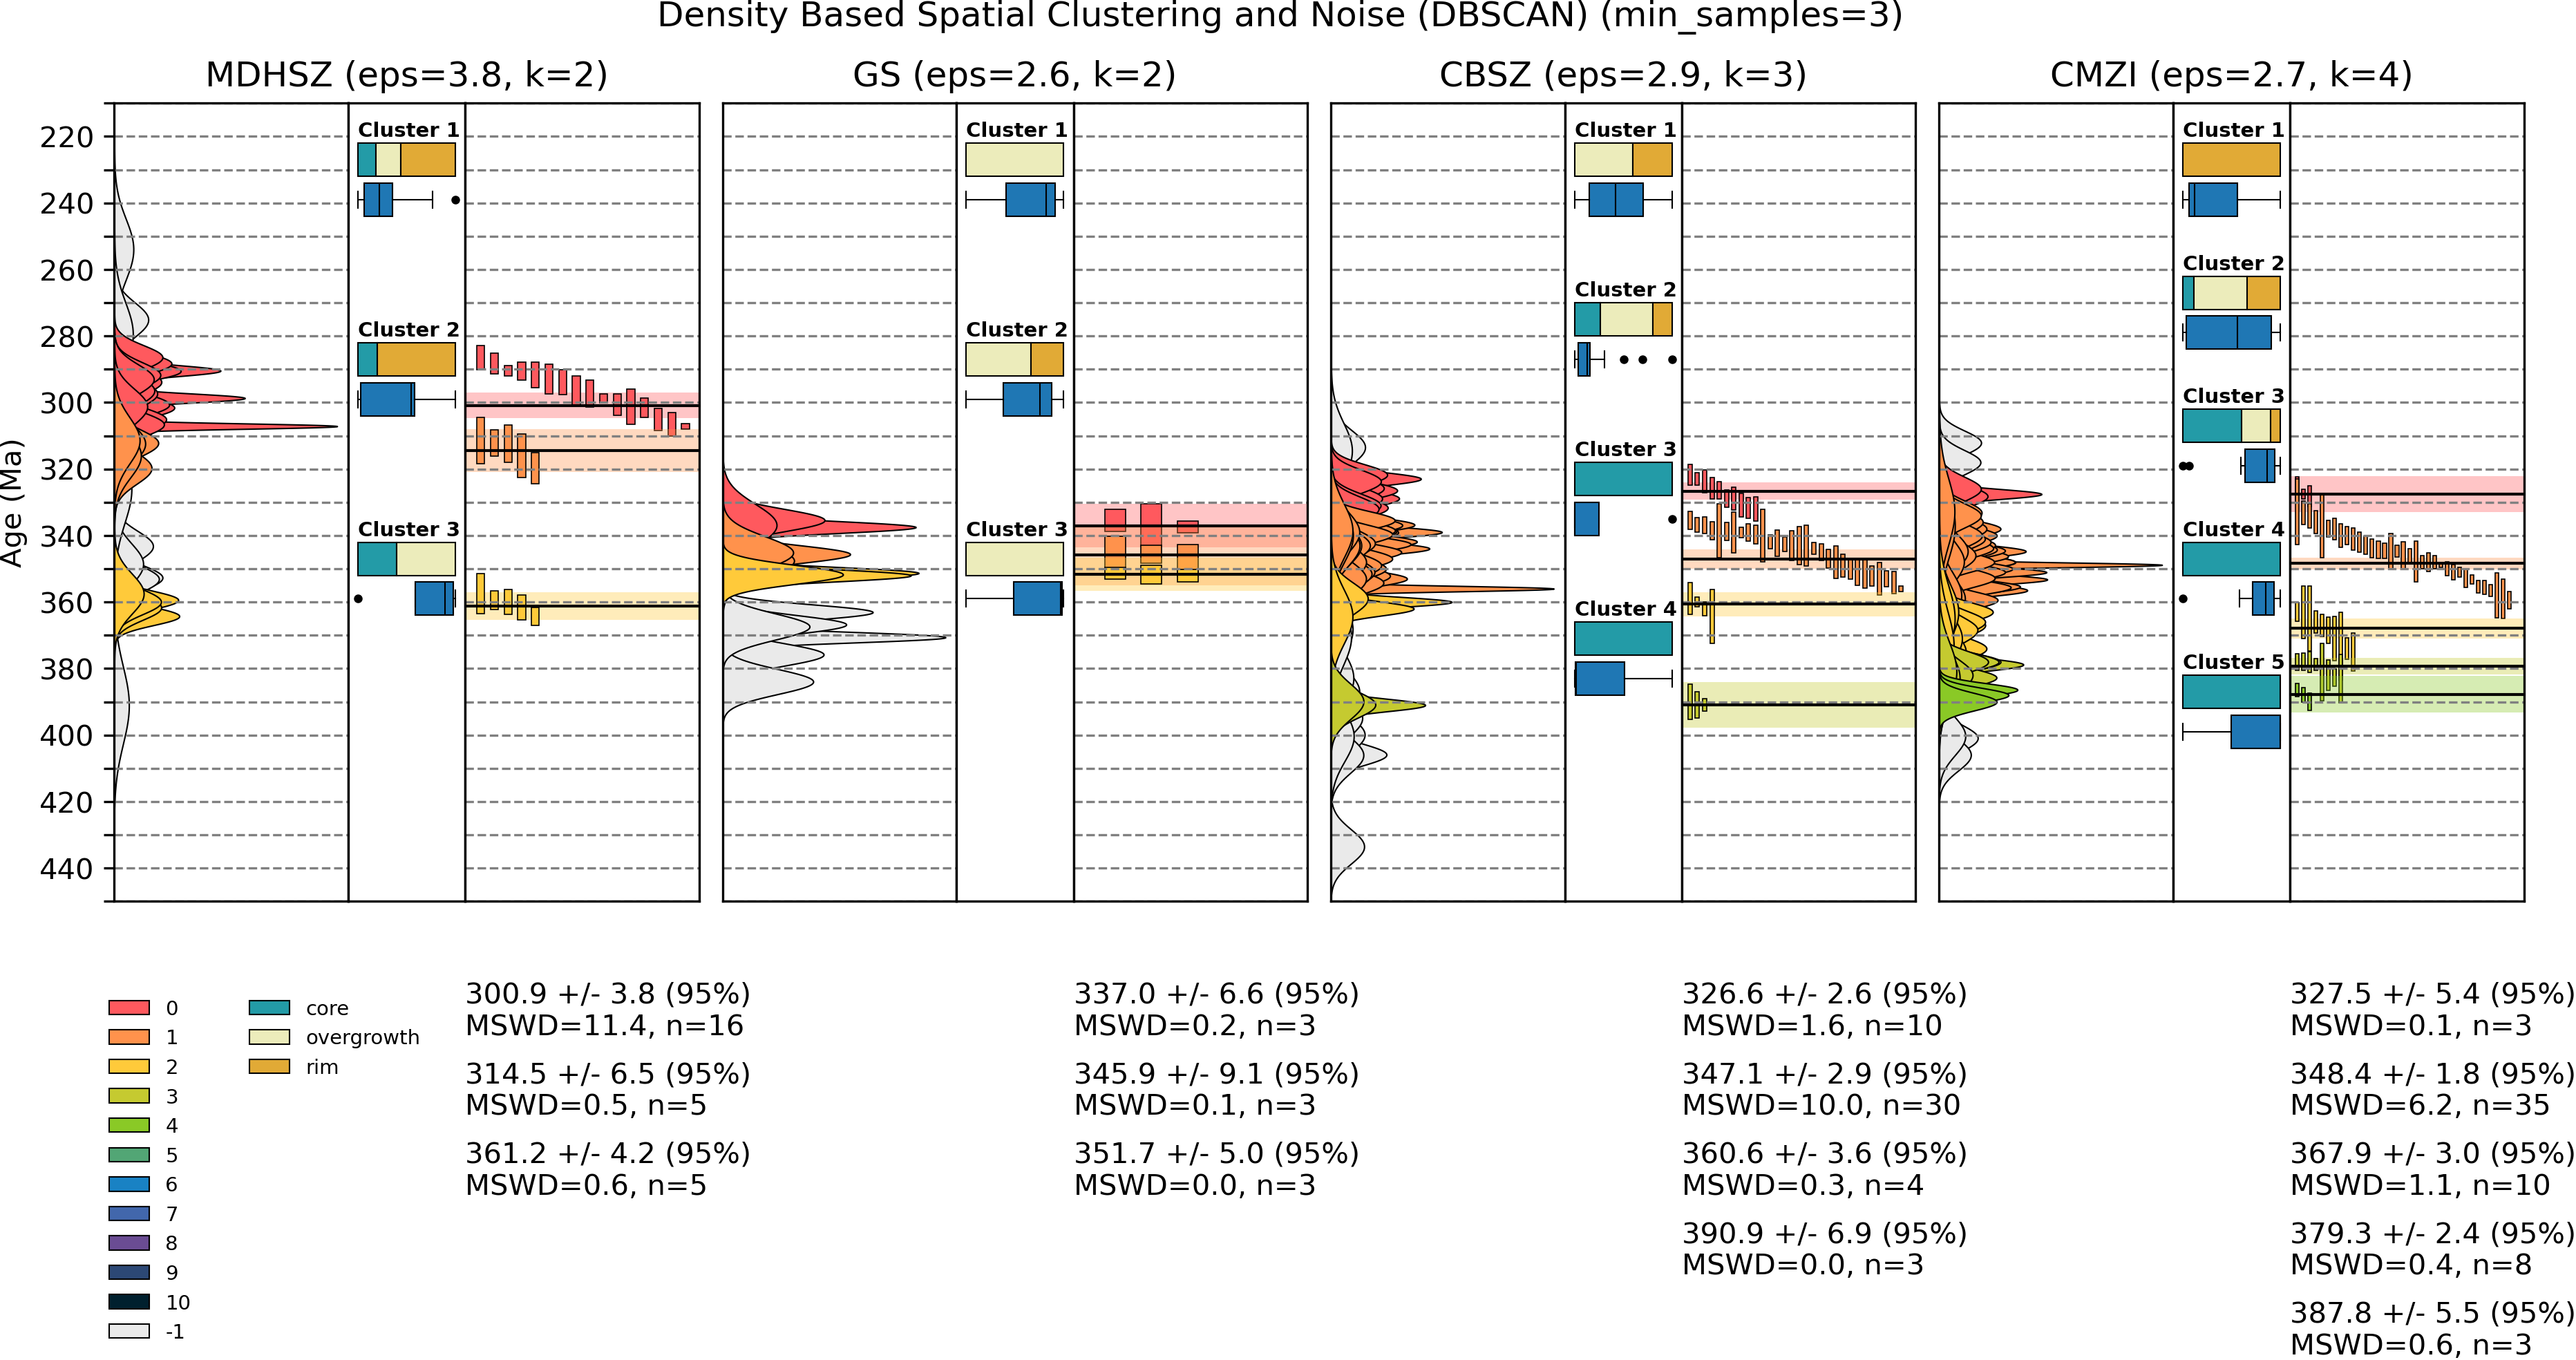 Density Based Spatial Clustering and Noise (DBSCAN) (min_samples=3)
MDHSZ (eps=3.8, k=2)
GS (eps=2.6, k=2)
CBSZ (eps=2.9, k=3)
CMZI (eps=2.7, k=4)
Age (Ma)
220
240
260
280
300
320
340
360
380
400
420
440
Cluster 1
Cluster 2
Cluster 3
Cluster 1
Cluster 2
Cluster 3
Cluster 1
Cluster 2
Cluster 3
Cluster 4
Cluster 1
Cluster 2
Cluster 3
Cluster 4
Cluster 5
0
1
2
3
4
5
6
7
8
9
10
-1
core
overgrowth
rim
300.9 +/- 3.8 (95%)
MSWD=11.4, n=16
314.5 +/- 6.5 (95%)
MSWD=0.5, n=5
361.2 +/- 4.2 (95%)
MSWD=0.6, n=5
337.0 +/- 6.6 (95%)
MSWD=0.2, n=3
345.9 +/- 9.1 (95%)
MSWD=0.1, n=3
351.7 +/- 5.0 (95%)
MSWD=0.0, n=3
326.6 +/- 2.6 (95%)
MSWD=1.6, n=10
347.1 +/- 2.9 (95%)
MSWD=10.0, n=30
360.6 +/- 3.6 (95%)
MSWD=0.3, n=4
390.9 +/- 6.9 (95%)
MSWD=0.0, n=3
327.5 +/- 5.4 (95%)
MSWD=0.1, n=3
348.4 +/- 1.8 (95%)
MSWD=6.2, n=35
367.9 +/- 3.0 (95%)
MSWD=1.1, n=10
379.3 +/- 2.4 (95%)
MSWD=0.4, n=8
387.8 +/- 5.5 (95%)
MSWD=0.6, n=3